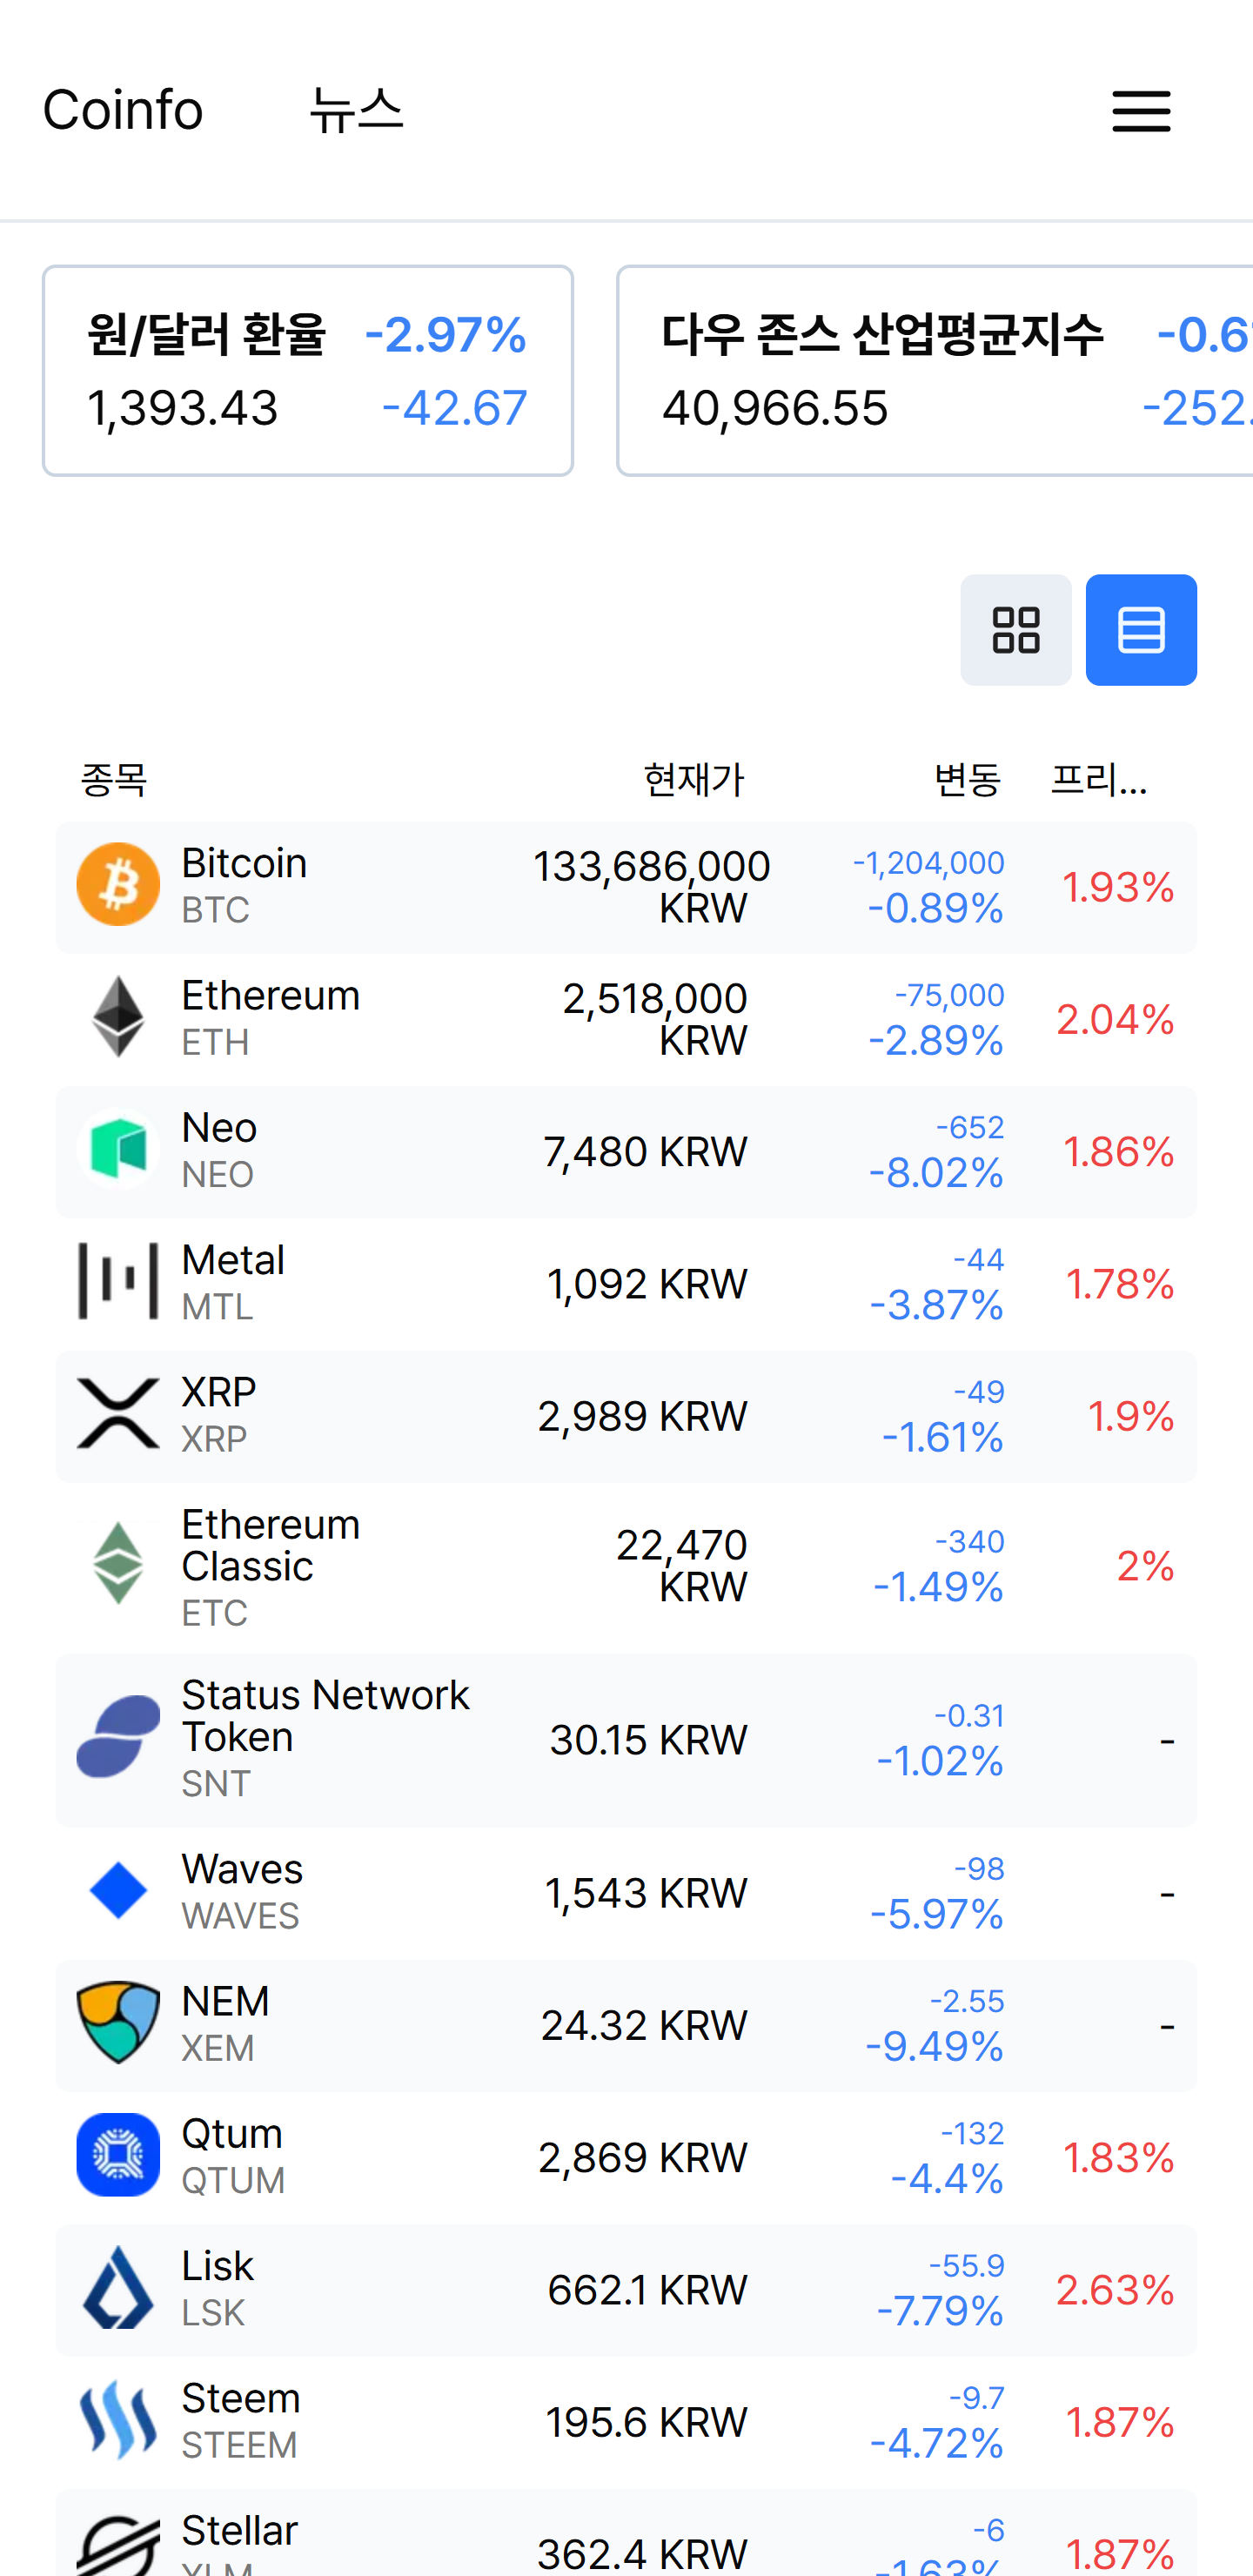 Coinfo 뉴스
원/달러 환율 -2.97% 다우 존스 산업평균지수
1,393.43 -42.67 40,966.55
종목 현재가 변동 프리...
Bitcoin 133,686,000 -1,204,000 1.93%
BTC KRW -0.89%
Ethereum 2,518,000 -75,000 2.04%
ETH KRW -2.89%
Neo 7,480 KRW -652 1.86%
NEO -8.02%
Metal 1,092 KRW -44 1.78%
MTL -3.87%
XRP 2,989 KRW -49 1.9%
XRP -1.61%
Ethereum 22,470 -340 2%
Classic KRW -1.49%
ETC
Status Network -0.31
Token 30.15 KRW -1.02% -
SNT
Waves 1,543 KRW -98 -
WAVES -5.97%
NEM 24.32 KRW -2.55 -
XEM -9.49%
Qtum 2,869 KRW -132 1.83%
QTUM -4.4%
Lisk 662.1 KRW -55.9 2.63%
LSK -7.79%
Steem 195.6 KRW -9.7 1.87%
STEEM -4.72%
Stellar 362.4 KRW -6 1.87%